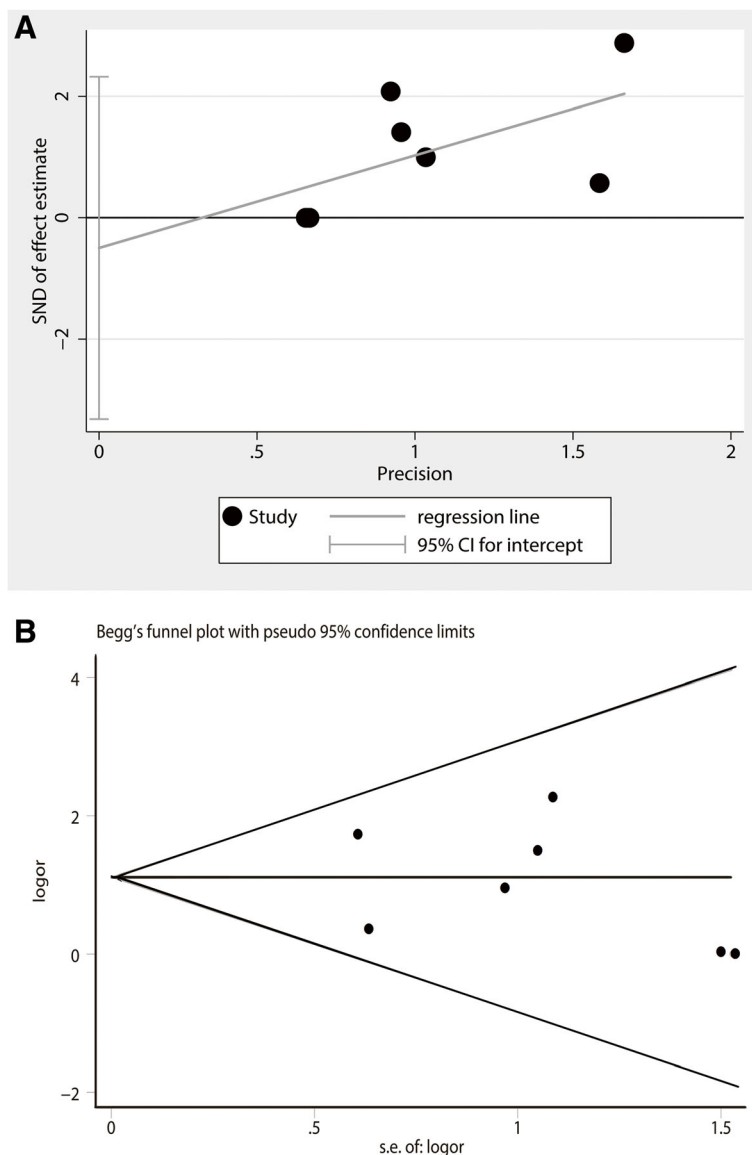 A
2
0
−2
SND of effect estimate
0 .5 1 1.5 2
Precision
Study regression line
95% CI for intercept
B
Begg’s funnel plot with pseudo 95% confidence limits
4
2
0
−2
logor
0 .5 1 1.5
s.e. of: logor